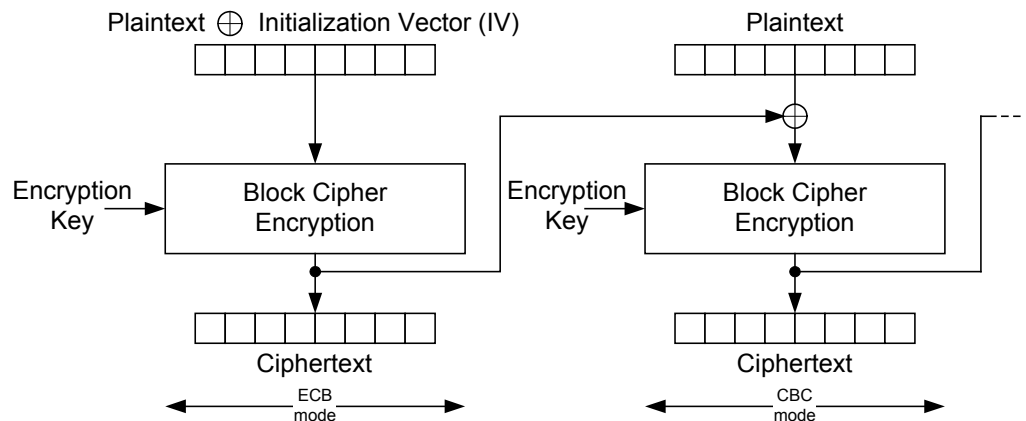 Plaintext ⊕ Initialization Vector (IV)
Plaintext
Encryption
Key
Block Cipher
Encryption
Encryption
Key
Block Cipher
Encryption
Ciphertext
Ciphertext
ECB
mode
CBC
mode